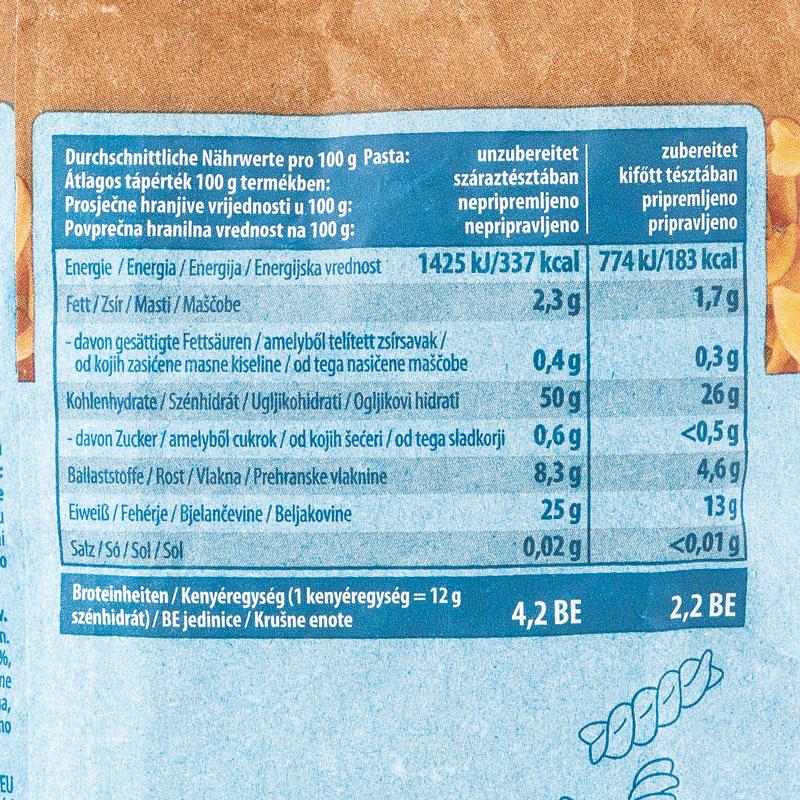 Durchschnittliche Nährwerte pro 100 g Pasta: unzubereitet zubereitet
Átlagos tápérték 100 g termékben: száraztésztában kifőtt tésztában
Prosječne hranjive vrijednosti u 100 g: nepripremljeno pripremljeno
Povprečna hranilna vrednost na 100 g: nepripravljeno pripravljeno
Energie / Energia / Energija / Energijska vrednost 1425 kJ/337 kcal 774 kJ/183 kcal
Fett / Zsír / Masti / Maščobe 2,3 g 1,7 g
- davon gesättigte Fettsäuren / amelyből telített zsírsavak /
od kojih zasićene masne kiseline / od tega nasičene maščobe 0,4 g 0,3 g
Kohlenhydrate / Szénhidrát / Ugljikohidrati / Ogljikovi hidrati 50 g 26 g
- davon Zucker / amelyből cukrok / od kojih šećeri / od tega sladkorji 0,6 g <0,5 g
Ballaststoffe / Rost / Vlakna / Prehranske vlaknine 8,3 g 4,6 g
Eiweiß / Fehérje / Bjelančevine / Beljakovine 25 g 13 g
Salz / Só / Sol / Sol 0,02 g <0,01 g
Broteinheiten / Kenyéregység (1 kenyéregység = 12 g
szénhidrát) / BE jedinice / Krušne enote 4,2 BE 2,2 BE
EU